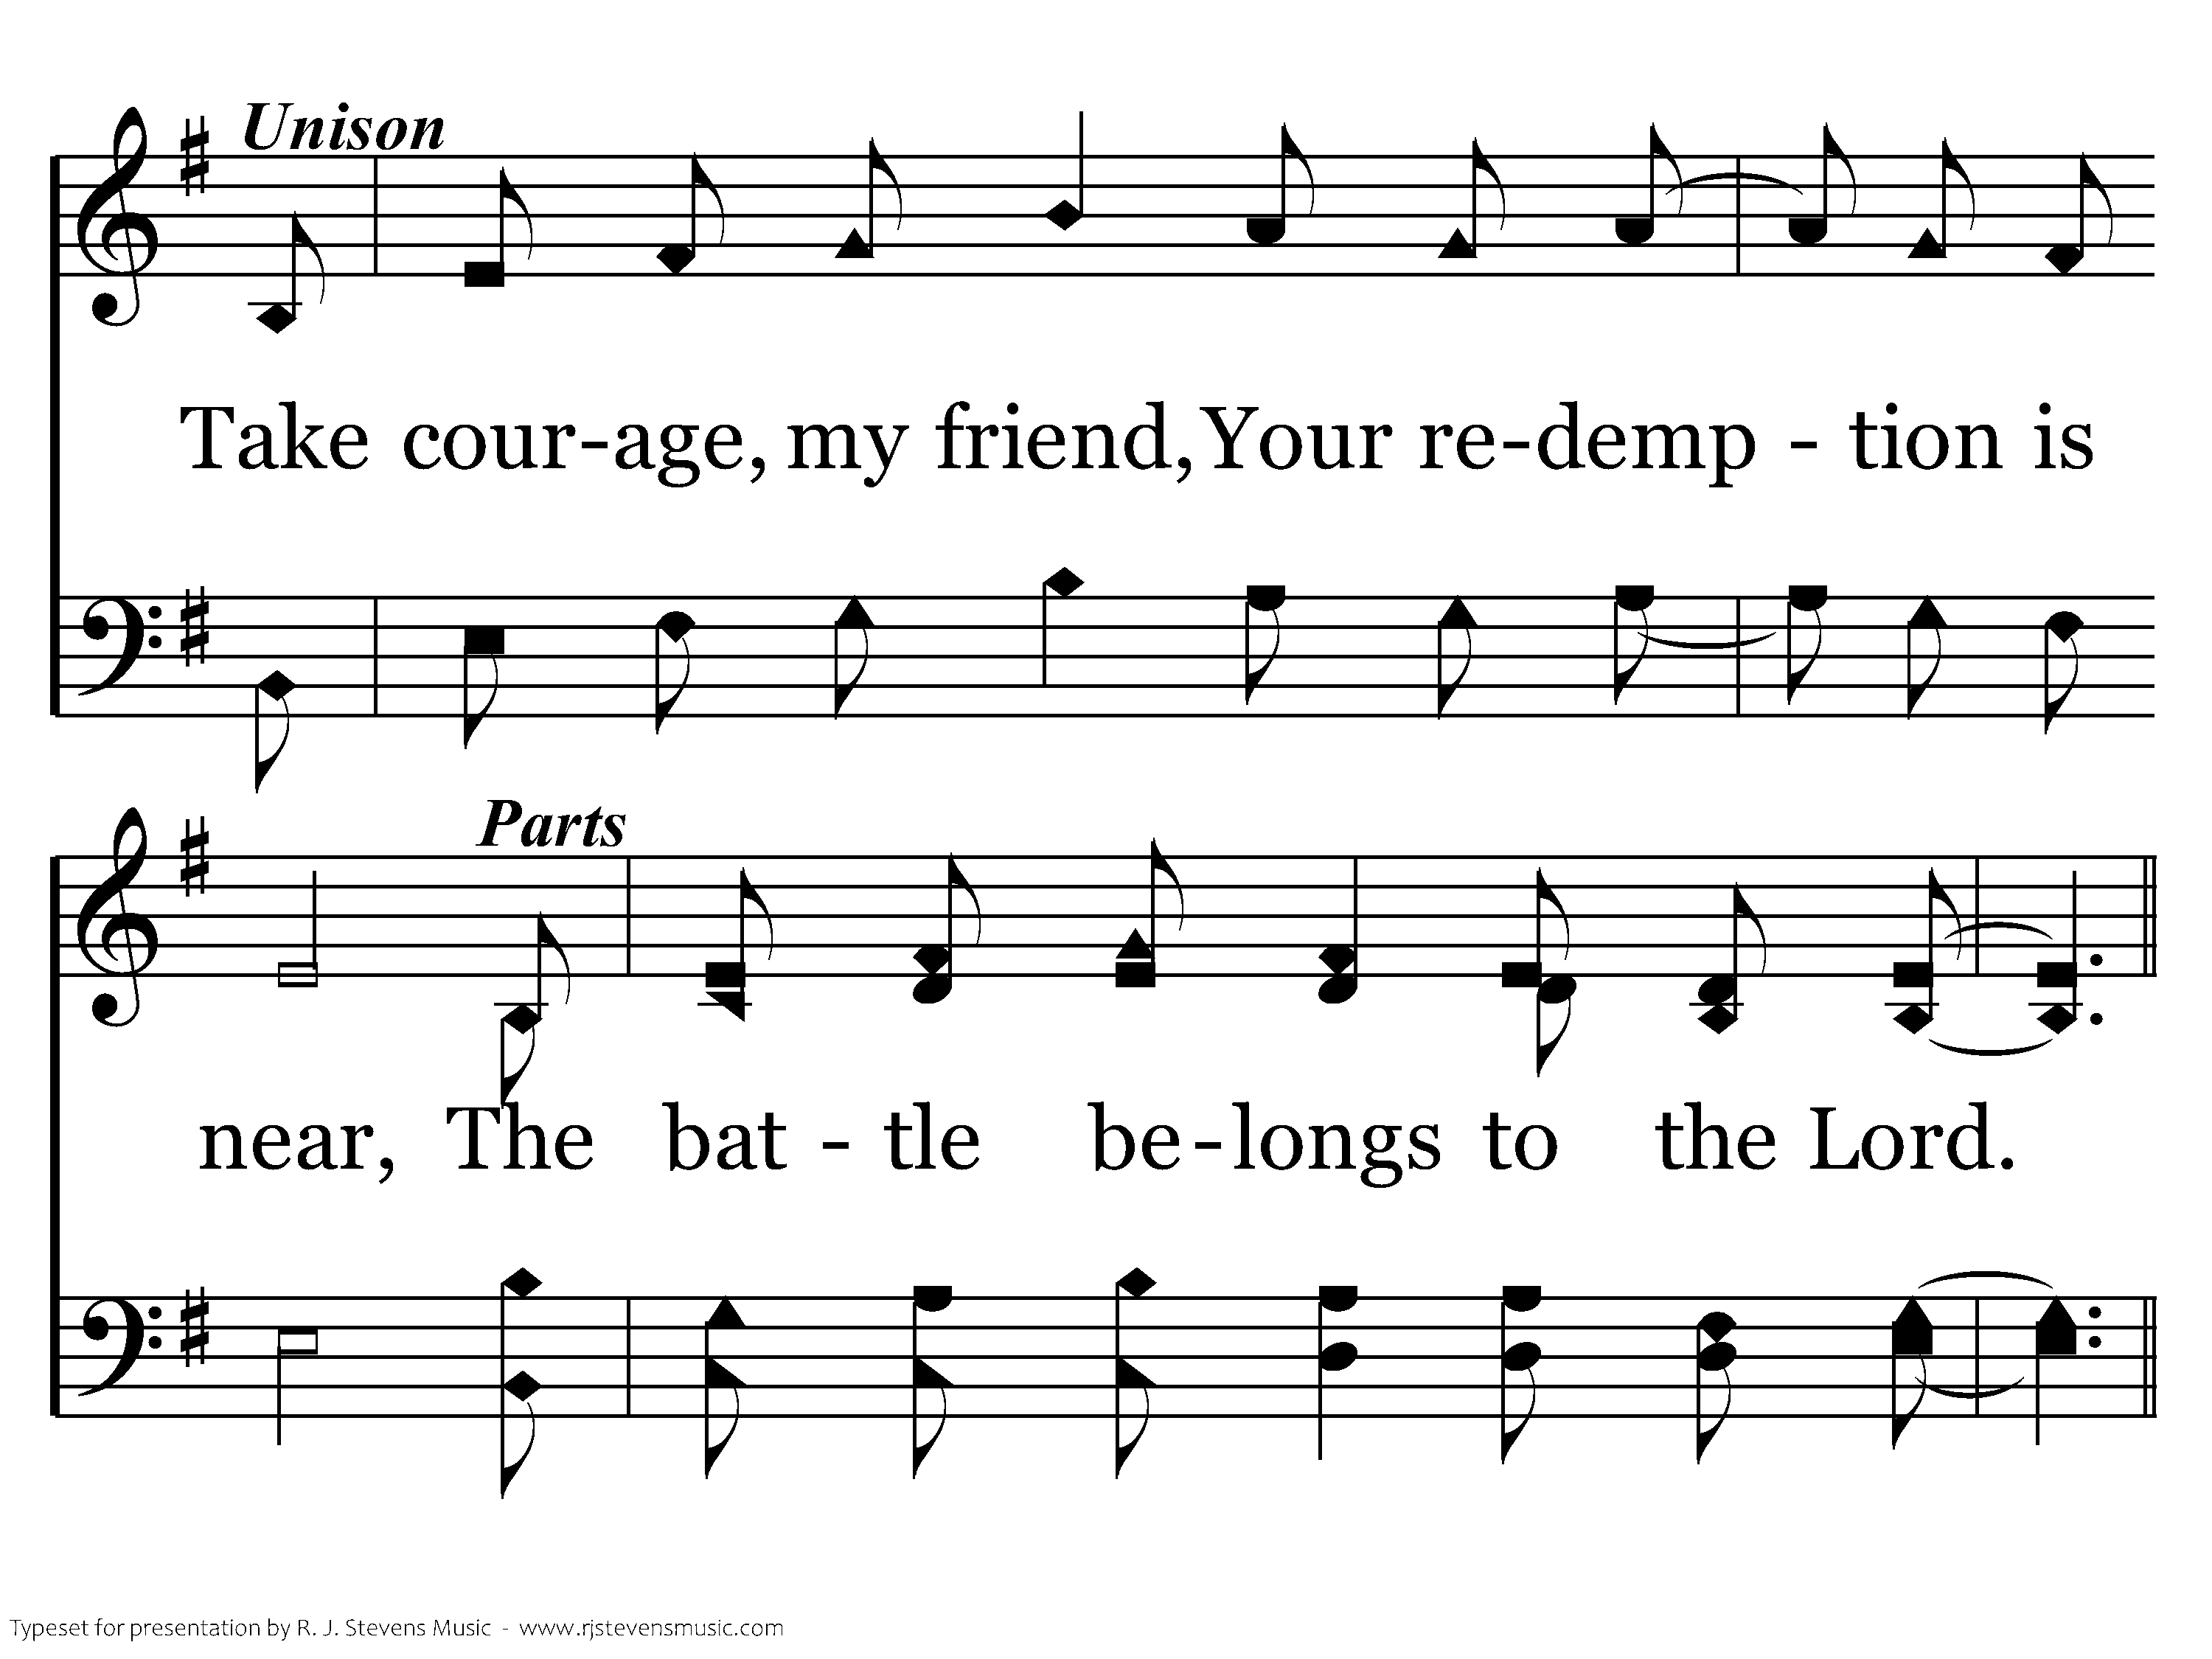 Unison
Take cour-age, my friend, Your re-demp - tion is
Parts
near, The bat - tle be-longs to the Lord.
Typeset for presentation by R. J. Stevens Music - www.rjstevensmusic.com